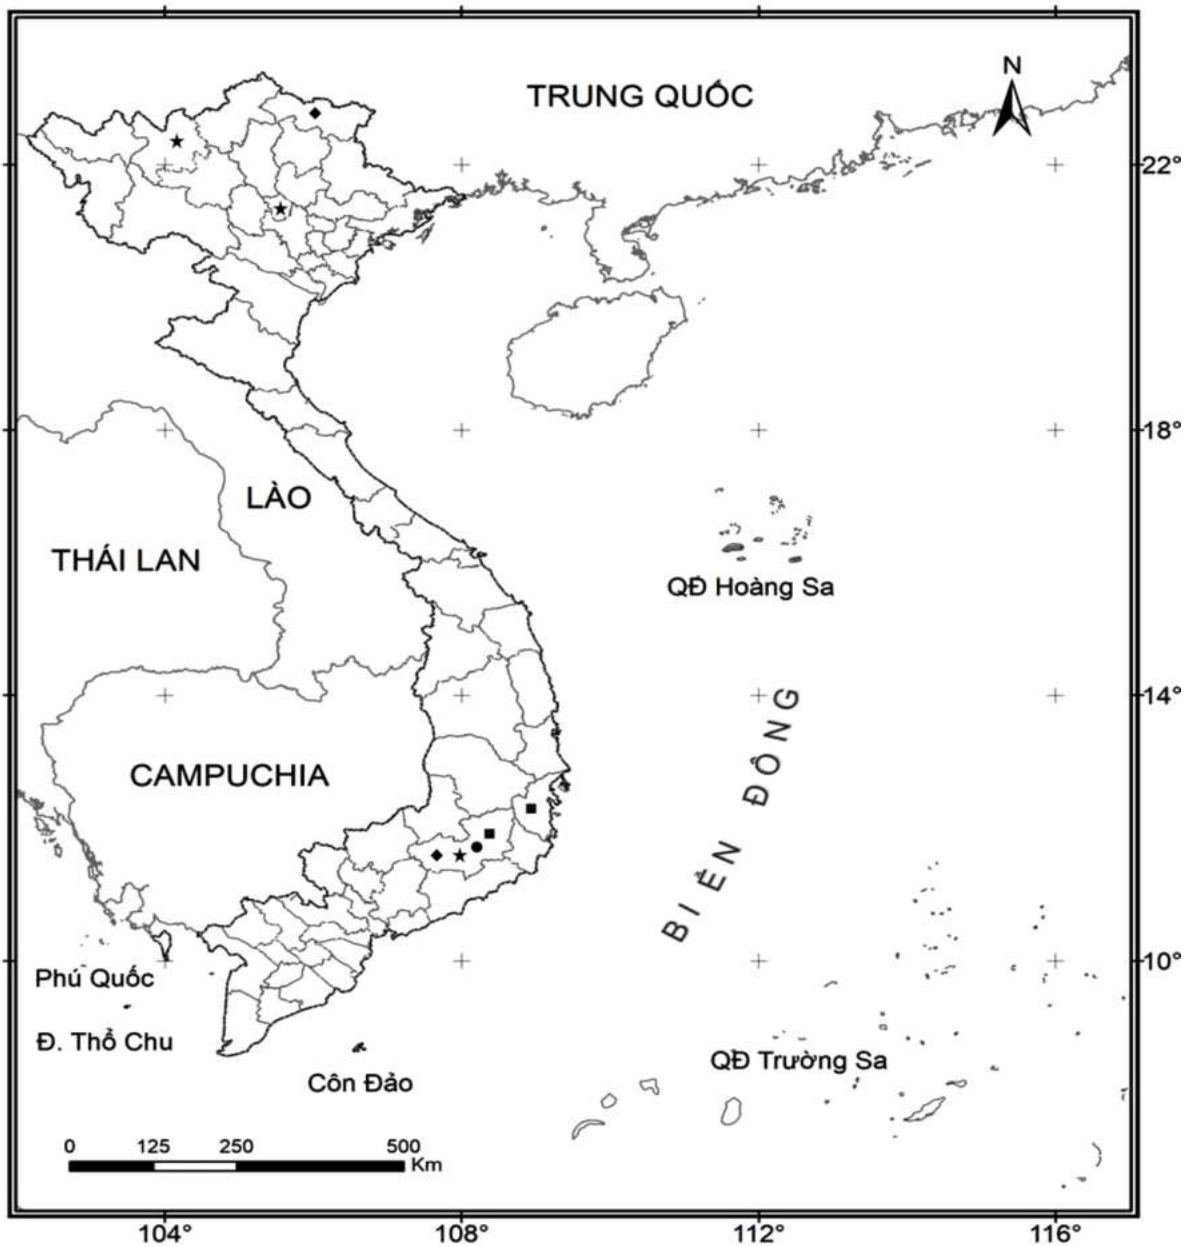 N
TRUNG QUỐC
22°
18°
LÀO
THÁI LAN
QĐ Hoàng Sa
14°
CAMPUCHIA
BIỂN ĐÔNG
10°
Phú Quốc
Đ. Thổ Chu
QĐ Trường Sa
Côn Đảo
0 125 250 500
Km
104° 108° 112° 116°